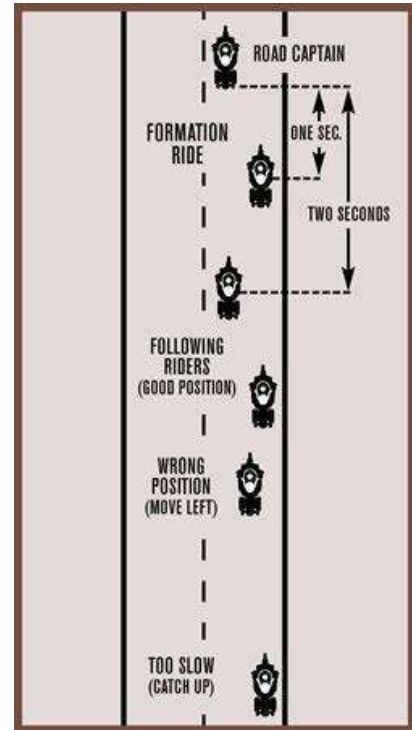 ROAD CAPTAIN
FORMATION
RIDE
ONE SEC.
TWO SECONDS
FOLLOWING
RIDERS
(GOOD POSITION)
WRONG
POSITION
(MOVE LEFT)
TOO SLOW
(CATCH UP)